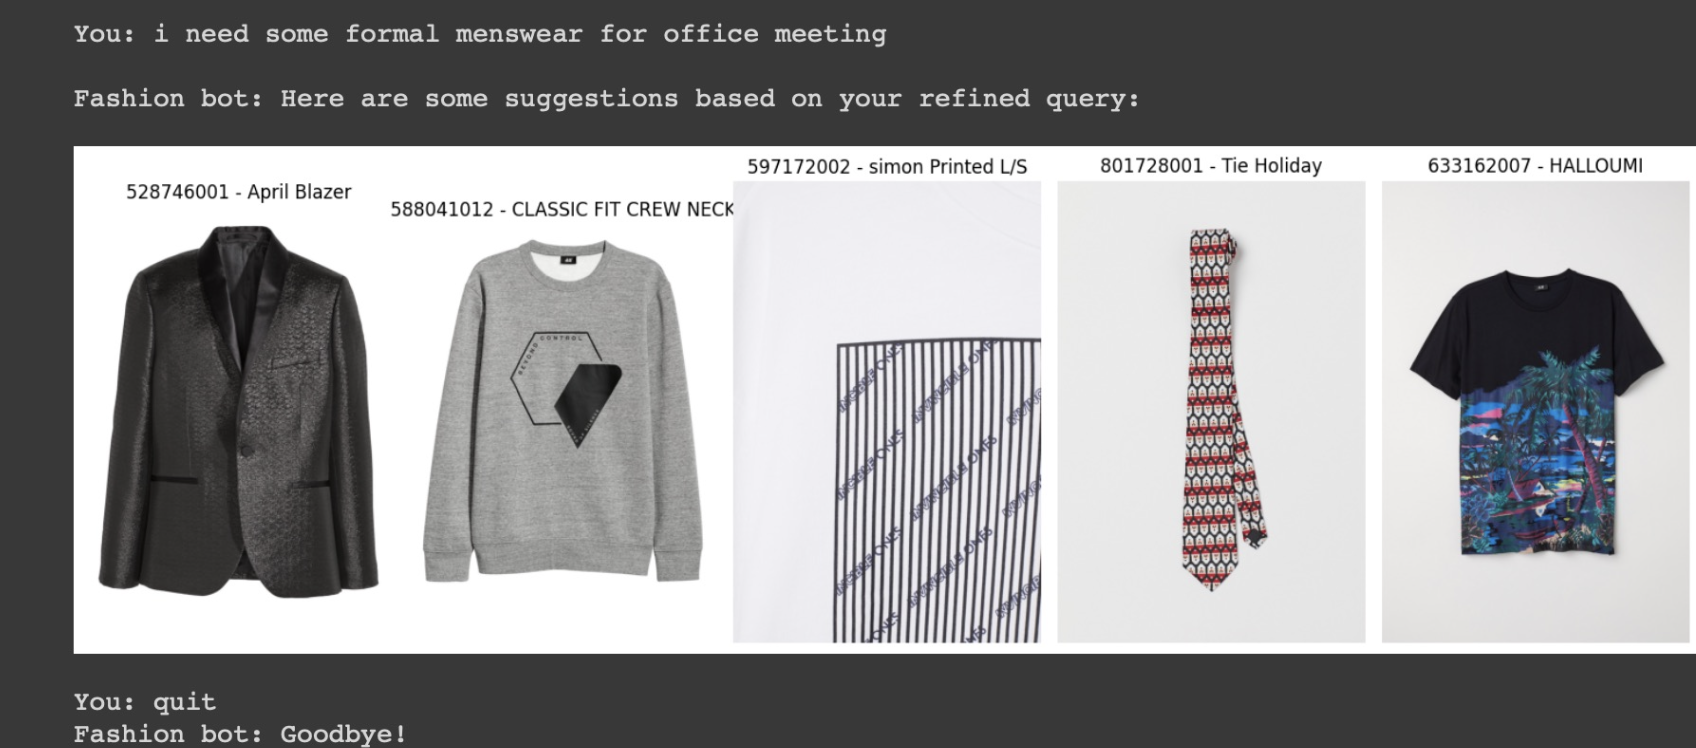 You: i need some formal menswear for office meeting
Fashion bot: Here are some suggestions based on your refined query:
528746001 - April Blazer
588041012 - CLASSIC FIT CREW NECK
597172002 - simon Printed L/S
801728001 - Tie Holiday
633162007 - HALLOUMI
BEYOND CONTROL
You: quit
Fashion bot: Goodbye!